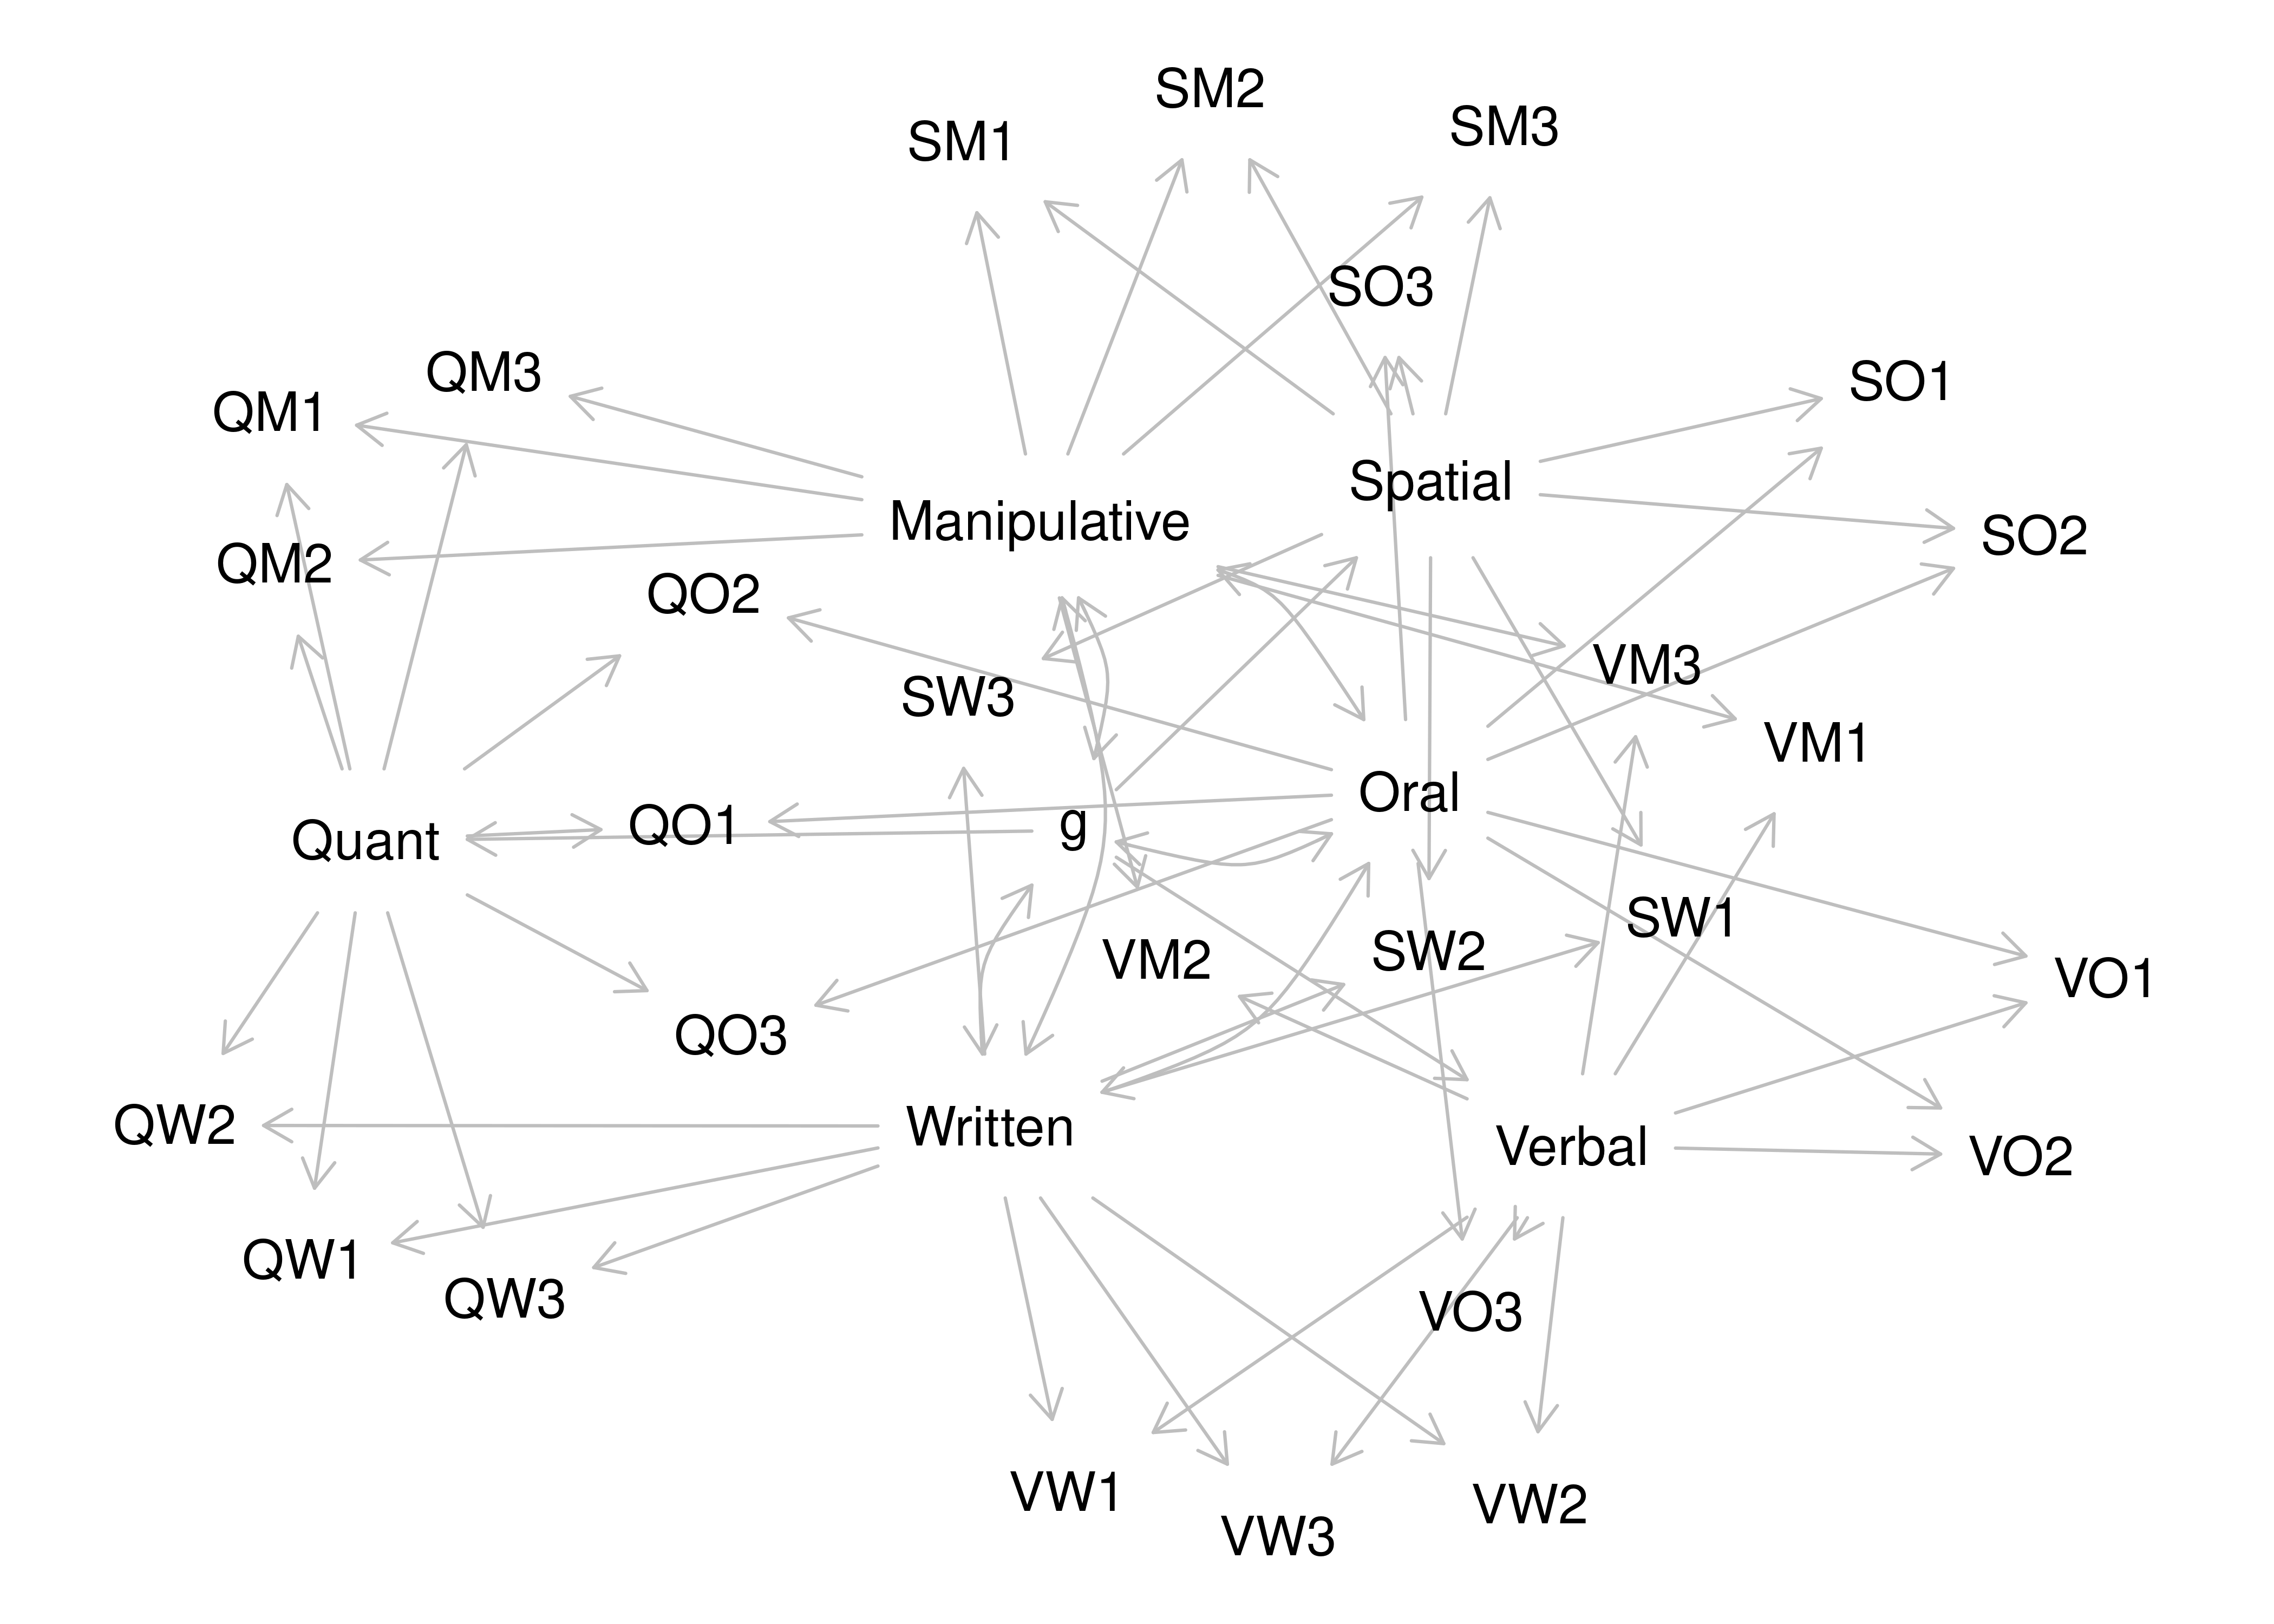 SM2
SM3
SM1
SO3
QM3
SO1
QM1
Spatial
Manipulative
SO2
QM2
QO2
VM3
SW3
VM1
Oral
g
QO1
Quant
SW1
SW2
VM2
VO1
QO3
QW2
Written
Verbal
VO2
QW1
QW3
VO3
VW1
VW2
VW3